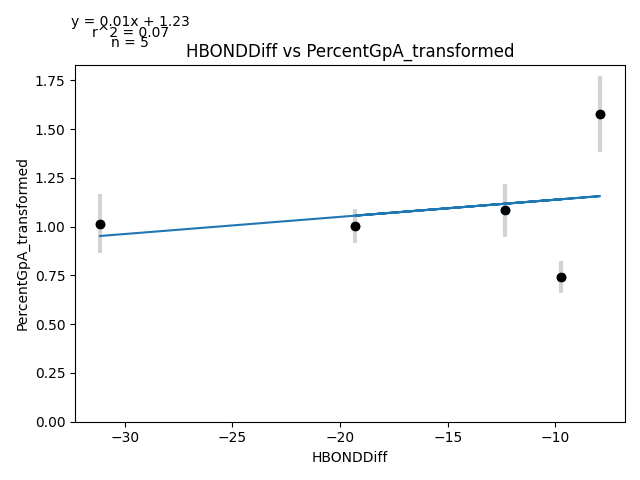 y = 0.01x + 1.23
r^2 = 0.07
n = 5
HBONDDiff vs PercentGpA_transformed
PercentGpA_transformed
1.75
1.50
1.25
1.00
0.75
0.50
0.25
0.00
−30
−25
−20
−15
−10
HBONDDiff